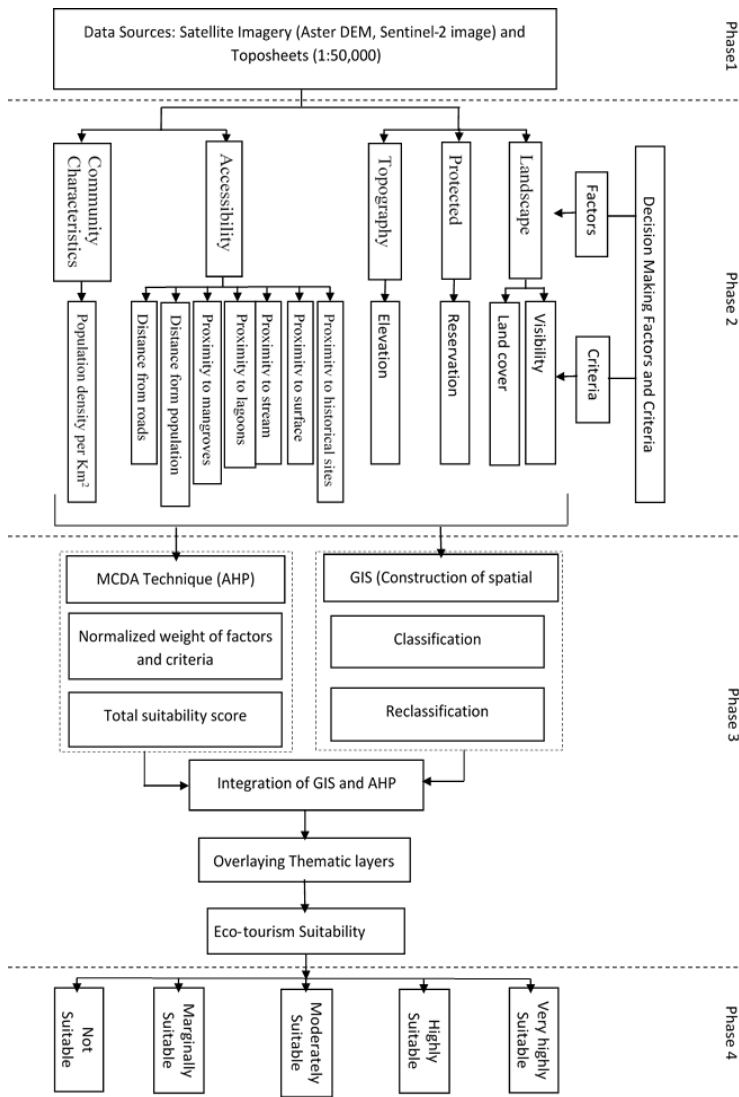 Phase1
Data Sources: Satellite Imagery (Aster DEM, Sentinel-2 image) and
Toposheets (1:50,000)
Phase 2
Decision Making Factors and Criteria
Factors
Criteria
Landscape
Protected
Topography
Accessibility
Community
Characteristics
Visibility
Land cover
Reservation
Elevation
Proximity to historical sites
Proximity to surface
Proximity to stream
Proximity to lagoons
Proximity to mangroves
Distance form population
Distance from roads
Population density per Km²
Phase 3
MCDA Technique (AHP)
Normalized weight of factors
and criteria
Total suitability score
GIS (Construction of spatial
Classification
Reclassification
Integration of GIS and AHP
Overlaying Thematic layers
Eco-tourism Suitability
Phase 4
Not
Suitable
Marginally
Suitable
Moderately
Suitable
Highly
Suitable
Very highly
Suitable